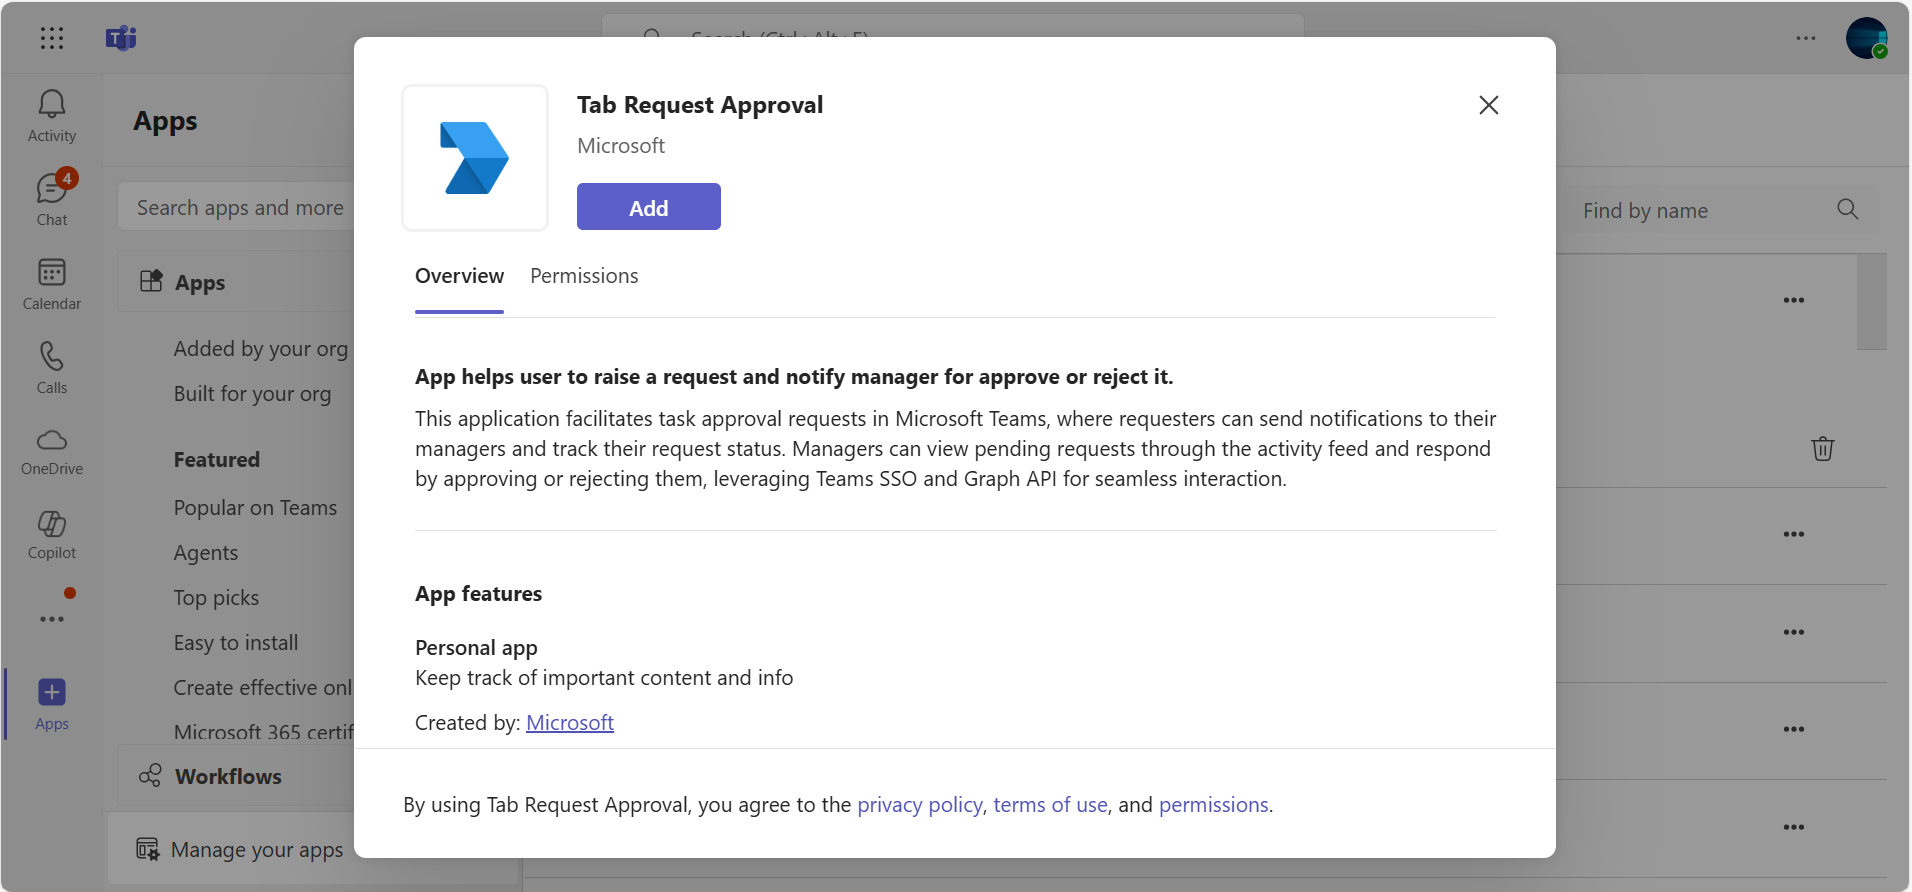 Search (Ctrl+Alt+E)
Activity
4
Chat
Calendar
Calls
OneDrive
Copilot
Apps
Apps
Search apps and more
Apps
Added by your org
Built for your org
Featured
Popular on Teams
Agents
Top picks
Easy to install
Create effective onl
Microsoft 365 certif
Workflows
Manage your apps
Find by name
Tab Request Approval
Microsoft
Add
Overview Permissions
App helps user to raise a request and notify manager for approve or reject it.
This application facilitates task approval requests in Microsoft Teams, where requesters can send notifications to their
managers and track their request status. Managers can view pending requests through the activity feed and respond
by approving or rejecting them, leveraging Teams SSO and Graph API for seamless interaction.
App features
Personal app
Keep track of important content and info
Created by: Microsoft
By using Tab Request Approval, you agree to the privacy policy, terms of use, and permissions.